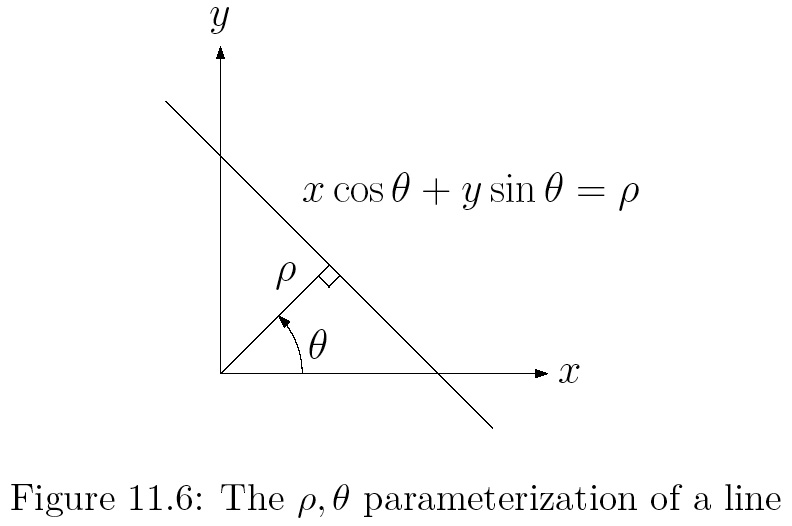 y
x cos θ + y sin θ = ρ
ρ
θ
x
Figure 11.6: The ρ, θ parameterization of a line